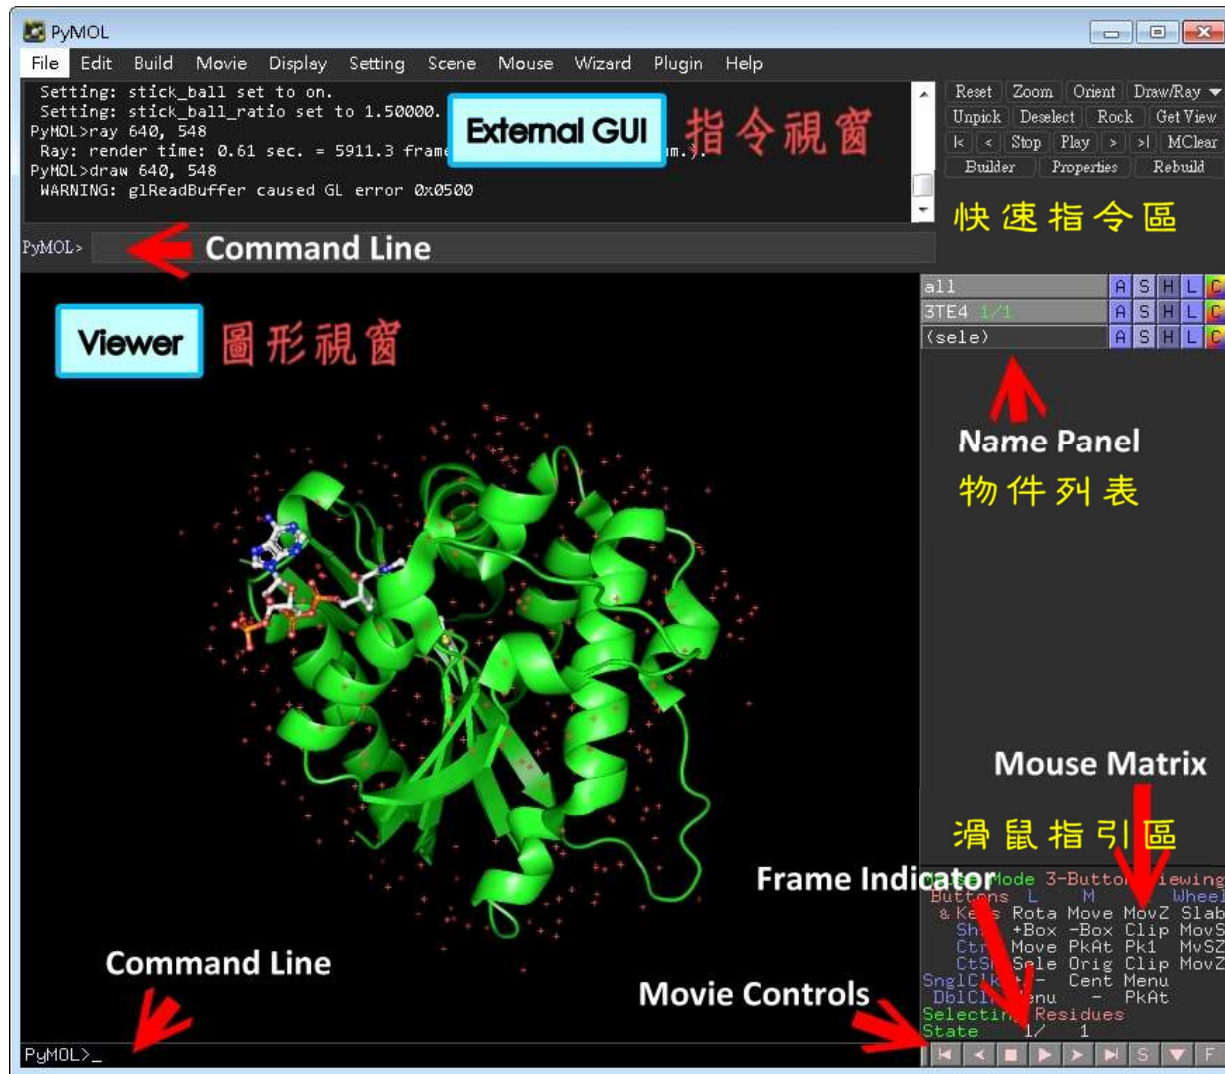 PyMOL
File Edit Build Movie Display Setting Scene Mouse Wizard Plugin Help
Setting: stick_ball set to on.
Setting: stick_ball_ratio set to 1.50000.
PyMOL>ray 640, 548
Ray: render time: 0.61 sec. = 5911.3 fram
PyMOL>draw 640, 548
WARNING: glReadBuffer caused GL error 0x0500
External GUI 指令視窗
Reset Zoom Orient Draw/Ray
Unpick Deselect Rock Get View
|< < Stop Play > >| MClear
Builder Properties Rebuild
快速指令區
PyMOL>
Command Line
all A S H L C
3TE4 1/1 A S H L C
(sele) A S H L C
Viewer 圖形視窗
Name Panel
物件列表
Mouse Matrix
滑鼠指引區
Frame Indicator
Mode 3-Button Viewing
Buttons L M Wheel
& Keys Rota Move MovZ Slab
+Box -Box Clip MovS
Move PkAt Pk1 MvSZ
Sele Orig Clip MovZ
SnglClk - Cent Menu
Menu - PkAt
Selecting Residues
State 1/ 1
Command Line
Movie Controls
PyMOL>_
S F